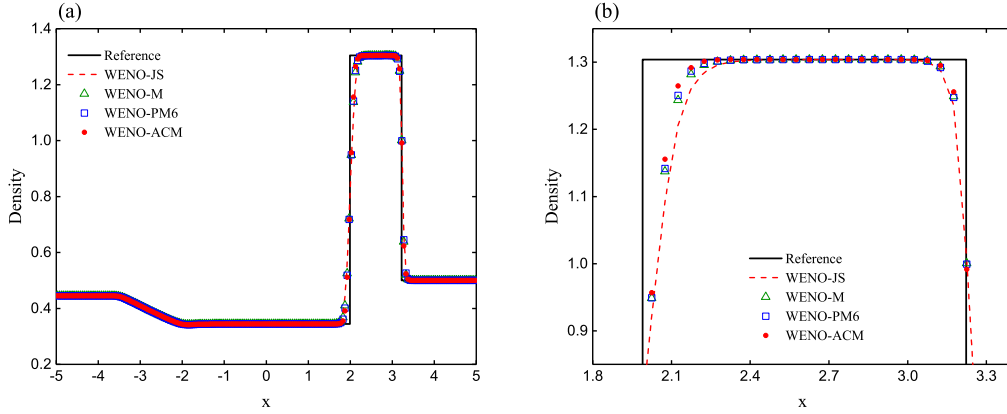 (a)
1.4
1.2
1.0
0.8
0.6
0.4
0.2
Density
Reference
WENO-JS
WENO-M
WENO-PM6
WENO-ACM
-5 -4 -3 -2 -1 0 1 2 3 4 5
x
(b)
1.3
1.2
1.0
0.9
Density
Reference
WENO-JS
WENO-M
WENO-PM6
WENO-ACM
1.8 2.1 2.4 2.7 3.0 3.3
x